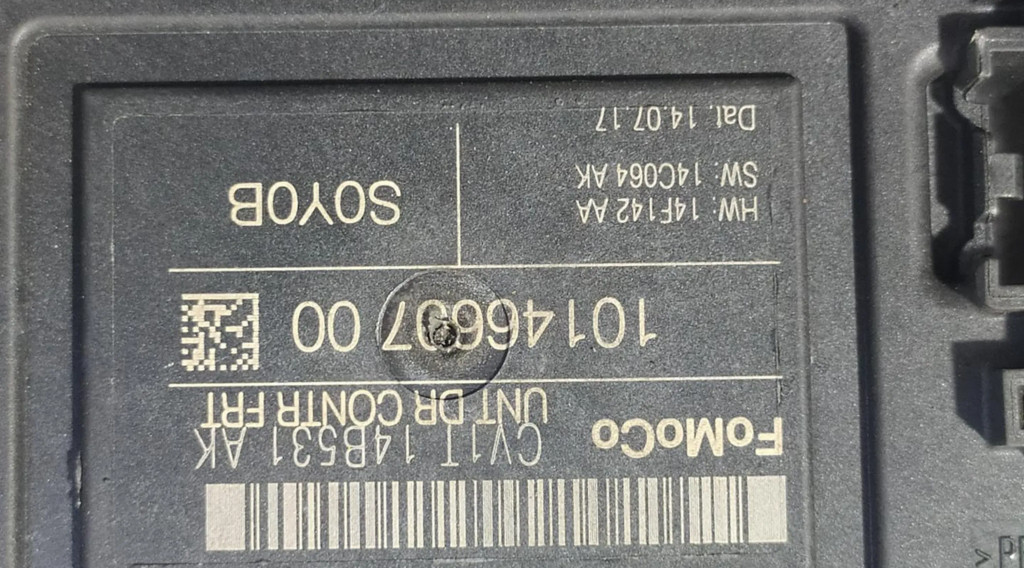 CV1T 14B531 AK
FoMoCo
UNT DR CONTR FRT
00
HW: 14F142 AA
SW: 14C064 AK
SOYOB
Dat. 14.07.17